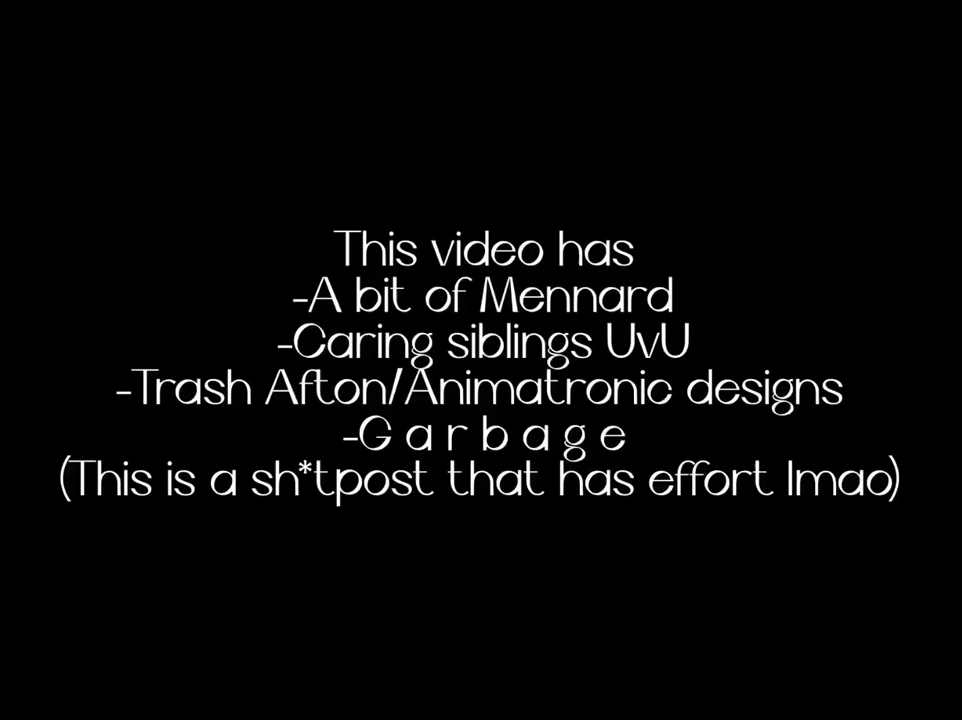 This video has
-A bit of Mennard
-Caring siblings UvU
-Trash Afton/Animatronic designs
-G a r b a g e
(This is a sh*tpost that has effort lmao)